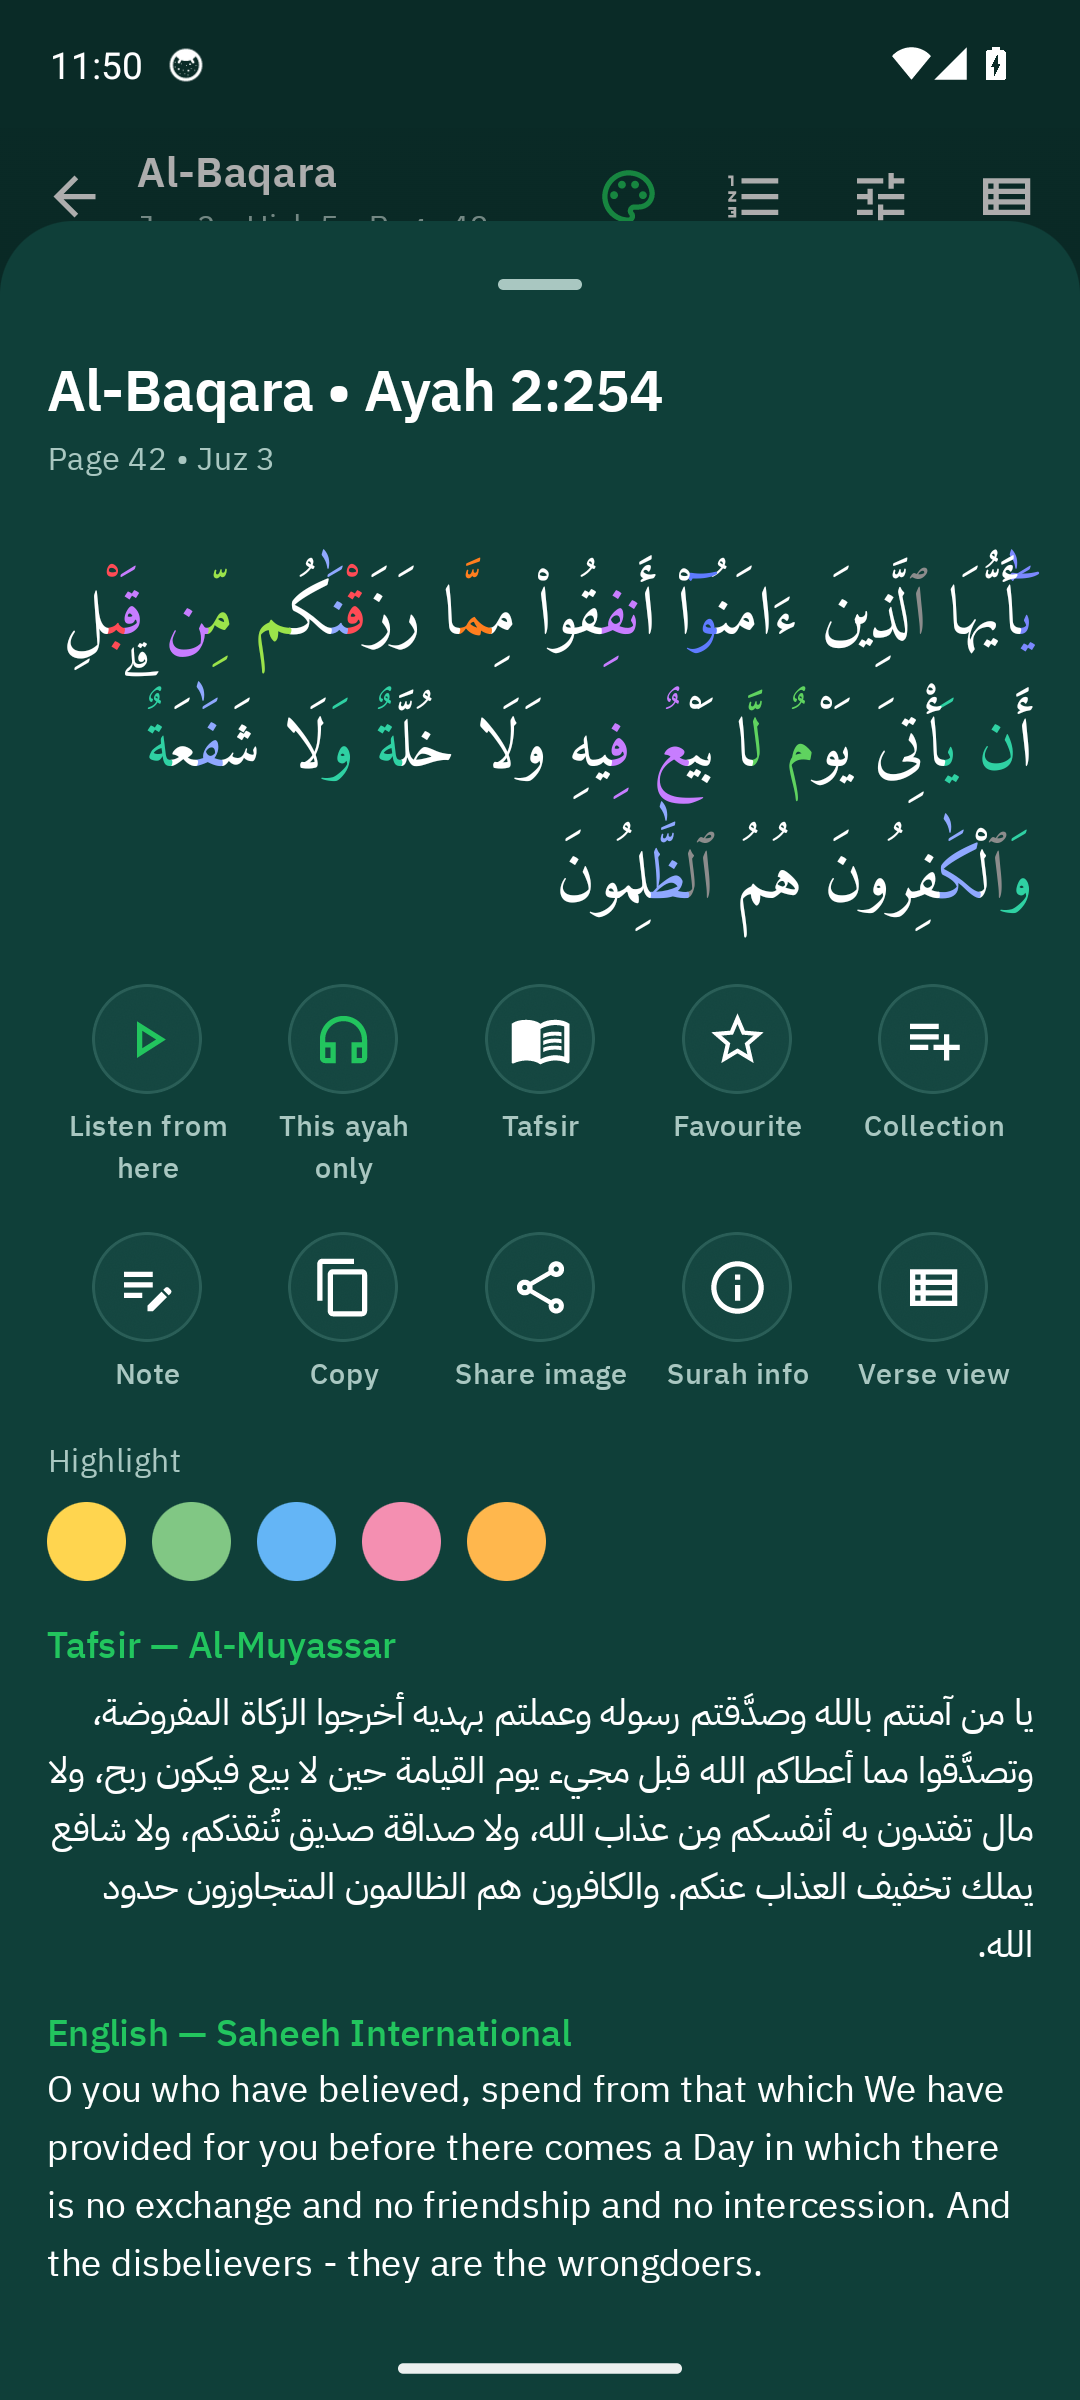 11:50
Al-Baqara
Al-Baqara • Ayah 2:254
Page 42 • Juz 3
يَـٰٓأَيُّهَا ٱلَّذِينَ ءَامَنُوٓا۟ أَنفِقُوا۟ مِمَّا رَزَقْنَـٰكُم مِّن قَبْلِ
أَن يَأْتِىَ يَوْمٌ لَّا بَيْعٌ فِيهِ وَلَا خُلَّةٌ وَلَا شَفَـٰعَةٌ ۗ
وَٱلْكَـٰفِرُونَ هُمُ ٱلظَّـٰلِمُونَ
Listen from here
This ayah only
Tafsir
Favourite
Collection
Note
Copy
Share image
Surah info
Verse view
Highlight
Tafsir — Al-Muyassar
يا من آمنتم بالله وصدَّقتم رسوله وعملتم بهديه أخرجوا الزكاة المفروضة،
وتصدَّقوا مما أعطاكم الله قبل مجيء يوم القيامة حين لا بيع فيكون ربح، ولا
مال تفتدون به أنفسكم مِن عذاب الله، ولا صداقة صديق تُنقذكم، ولا شافع
يملك تخفيف العذاب عنكم. والكافرون هم الظالمون المتجاوزون حدود
الله.
English — Saheeh International
O you who have believed, spend from that which We have
provided for you before there comes a Day in which there
is no exchange and no friendship and no intercession. And
the disbelievers - they are the wrongdoers.